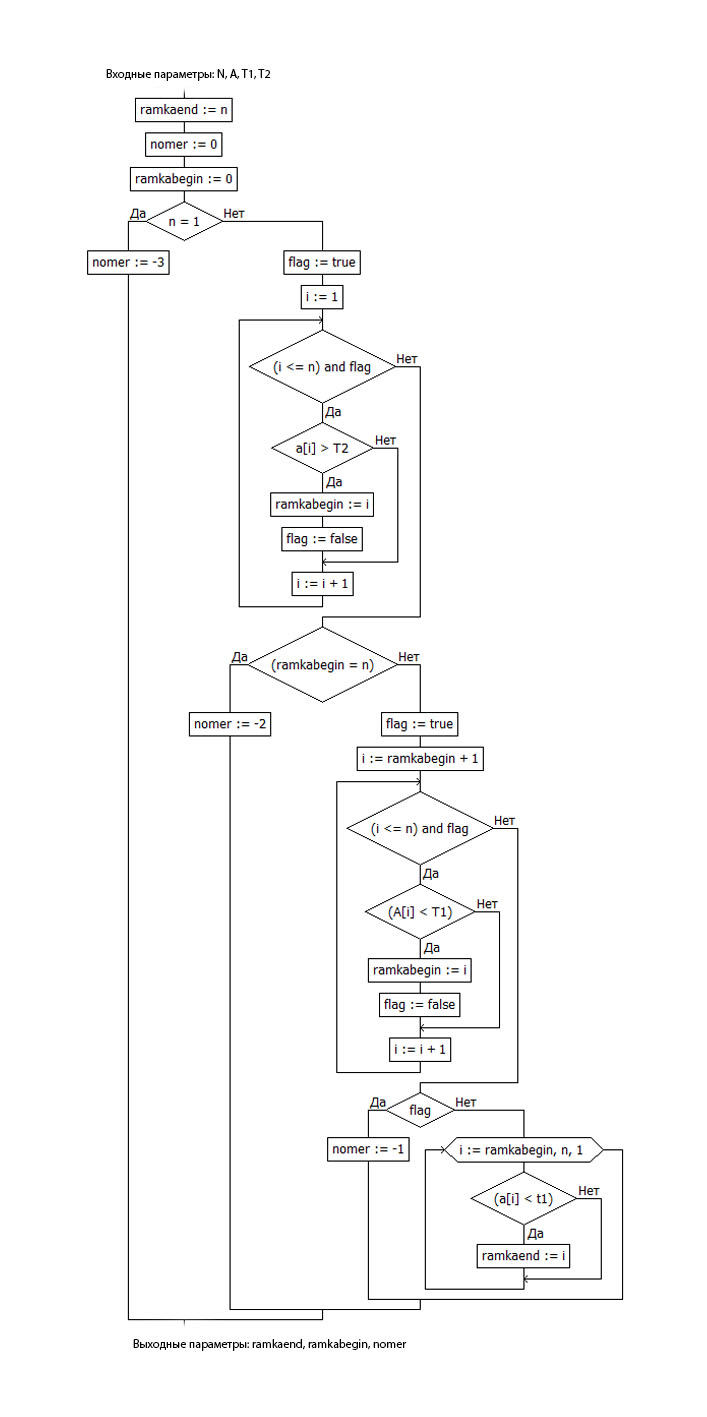 Входные параметры: N, A, T1, T2
ramkaend := n
nomer := 0
ramkabegin := 0
Да
n = 1
Нет
nomer := -3
flag := true
i := 1
(i <= n) and flag
Нет
Да
a[i] > T2
Нет
Да
ramkabegin := i
flag := false
i := i + 1
Да
(ramkabegin = n)
Нет
nomer := -2
flag := true
i := ramkabegin + 1
(i <= n) and flag
Нет
Да
(A[i] < T1)
Нет
Да
ramkabegin := i
flag := false
i := i + 1
Да
flag
Нет
nomer := -1
i := ramkabegin, n, 1
(a[i] < t1)
Нет
Да
ramkaend := i
Выходные параметры: ramkaend, ramkabegin, nomer